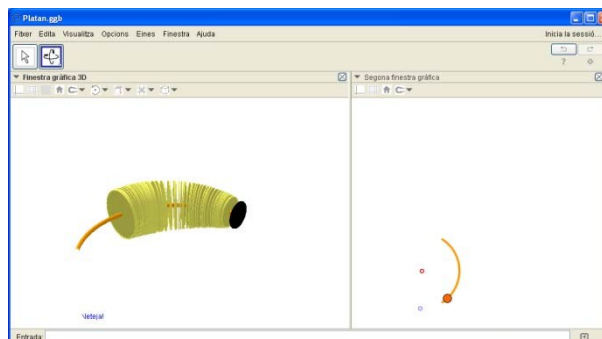 Platan.ggb
Fitxer Edita Visualitza Opcions Eines Finestra Ajuda
Inicia la sessió...
Finestra gràfica 3D
Segona finestra gràfica
Neteja!
Entrada: